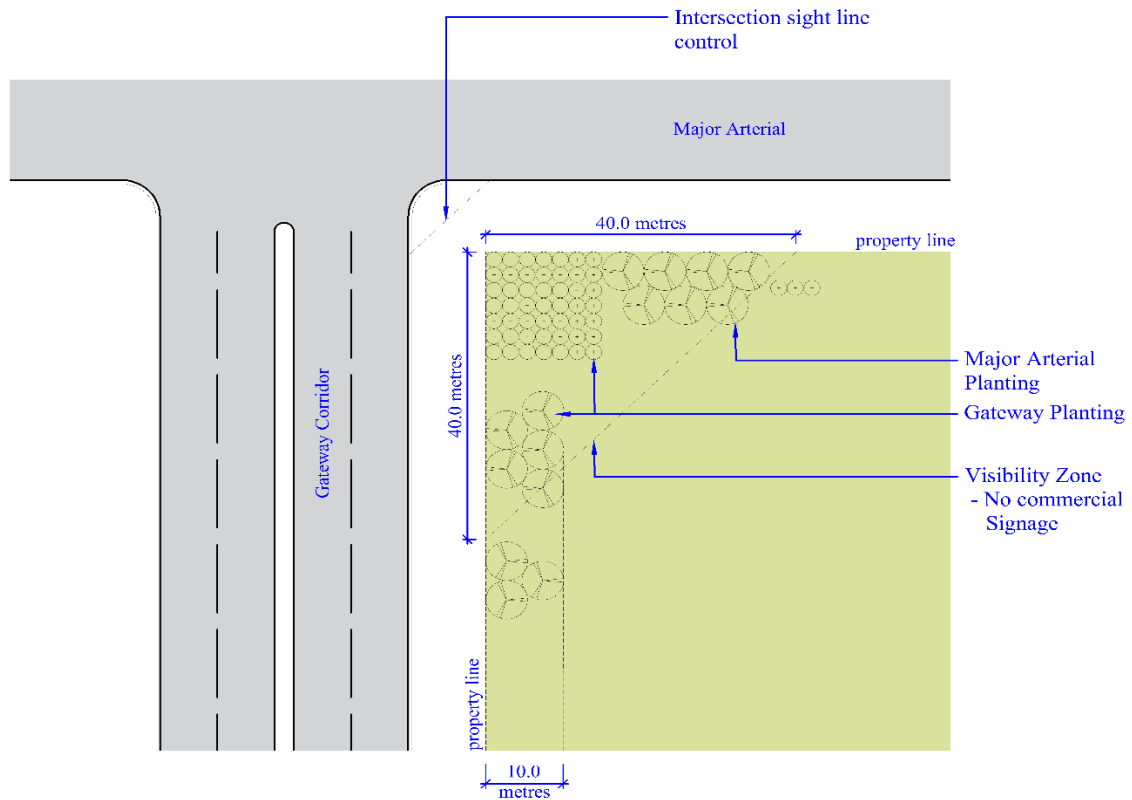 Intersection sight line
control
Major Arterial
40.0 metres
property line
40.0 metres
Gateway Corridor
Major Arterial
Planting
Gateway Planting
Visibility Zone
- No commercial
Signage
property line
10.0
metres